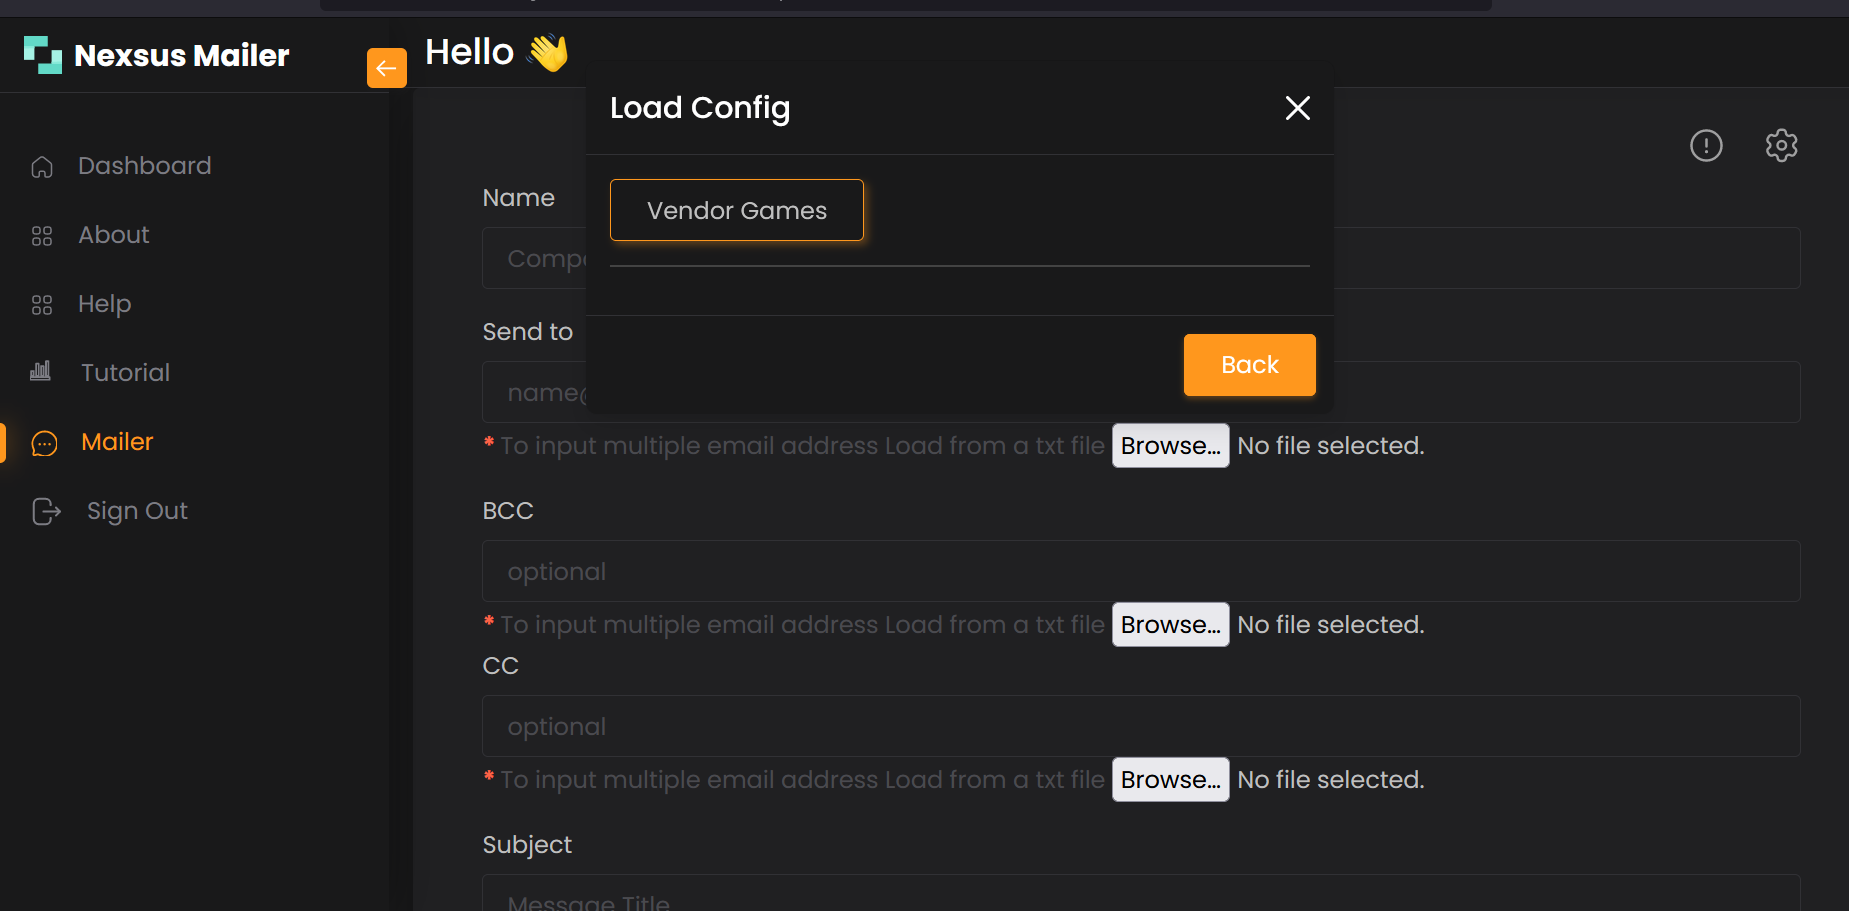 Nexsus Mailer
Hello 👋
Dashboard
About
Help
Tutorial
Mailer
Sign Out
Load Config
Vendor Games
Back
Name
Send to
name@
* To input multiple email address Load from a txt file Browse... No file selected.
BCC
optional
* To input multiple email address Load from a txt file Browse... No file selected.
CC
optional
* To input multiple email address Load from a txt file Browse... No file selected.
Subject
Message Title